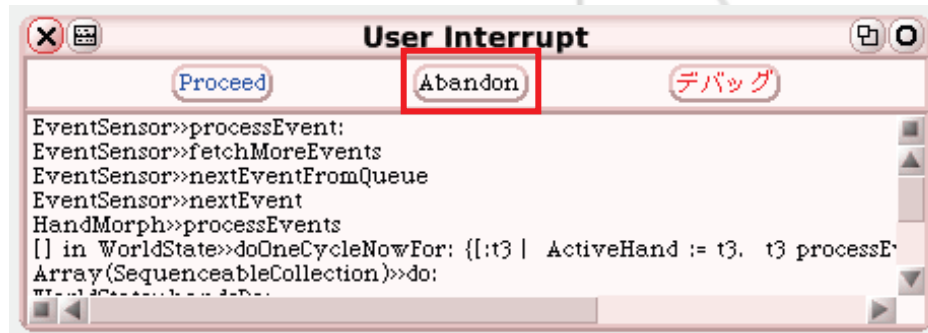 User Interrupt
Proceed Abandon デバッグ
EventSensor»processEvent:
EventSensor»fetchMoreEvents
EventSensor»nextEventFromQueue
EventSensor»nextEvent
HandMorph»processEvents
[] in WorldState»doOneCycleNowFor: {[:t3 | ActiveHand := t3. t3 processE
Array(SequenceableCollection)»do: